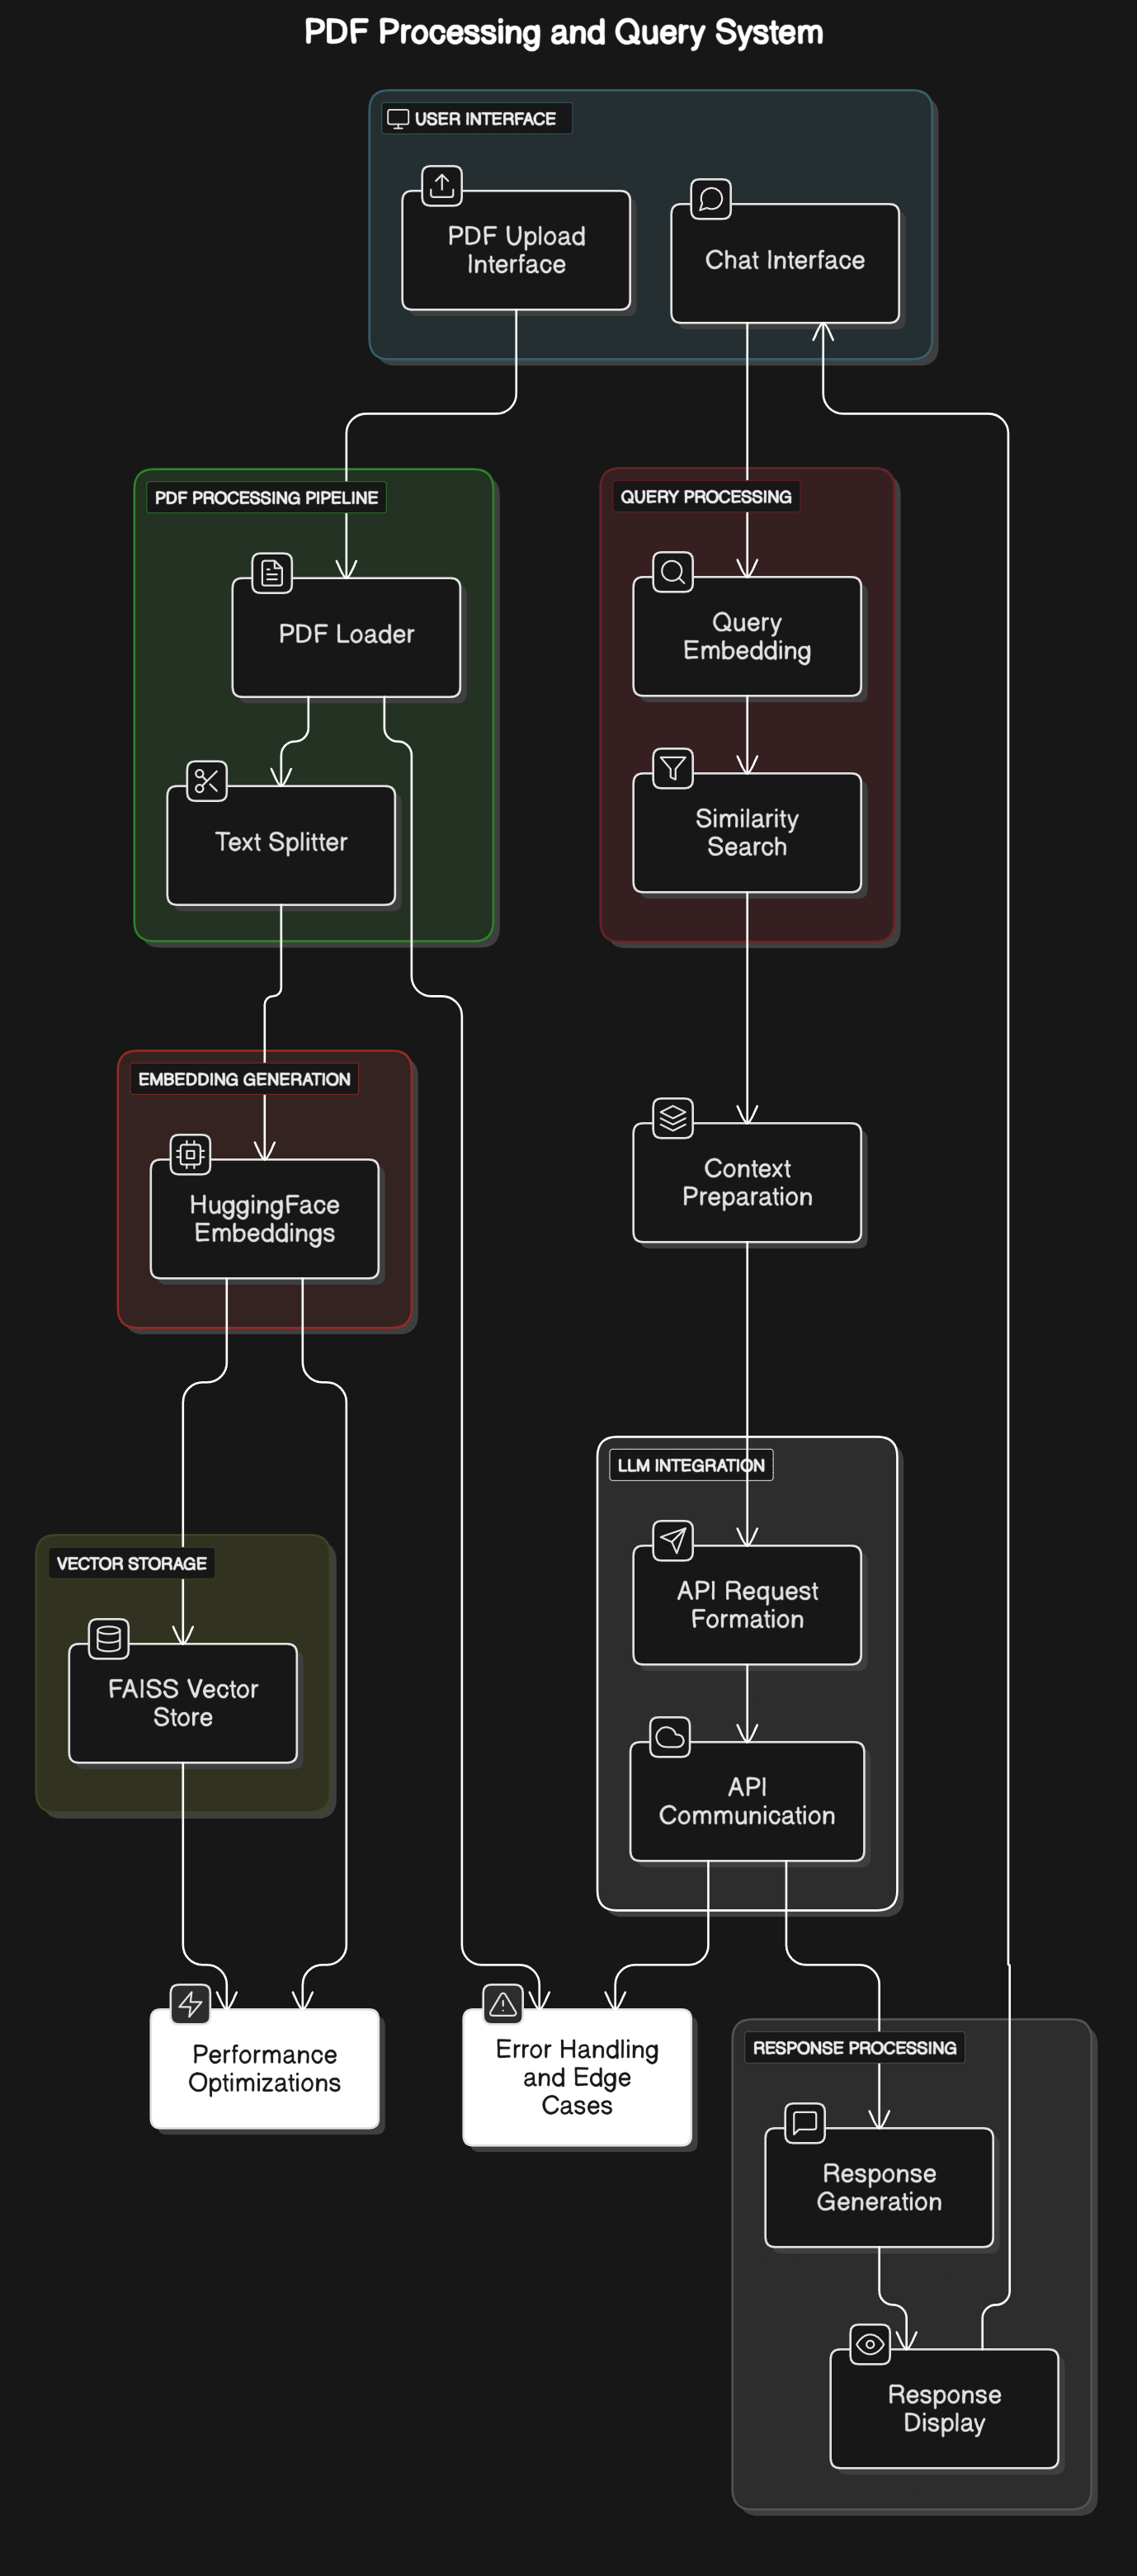 PDF Processing and Query System
USER INTERFACE
PDF Upload
Interface
Chat Interface
PDF PROCESSING PIPELINE
PDF Loader
Text Splitter
QUERY PROCESSING
Query
Embedding
Similarity
Search
EMBEDDING GENERATION
HuggingFace
Embeddings
Context
Preparation
LLM INTEGRATION
API Request
Formation
API
Communication
VECTOR STORAGE
FAISS Vector
Store
Performance
Optimizations
Error Handling
and Edge
Cases
RESPONSE PROCESSING
Response
Generation
Response
Display